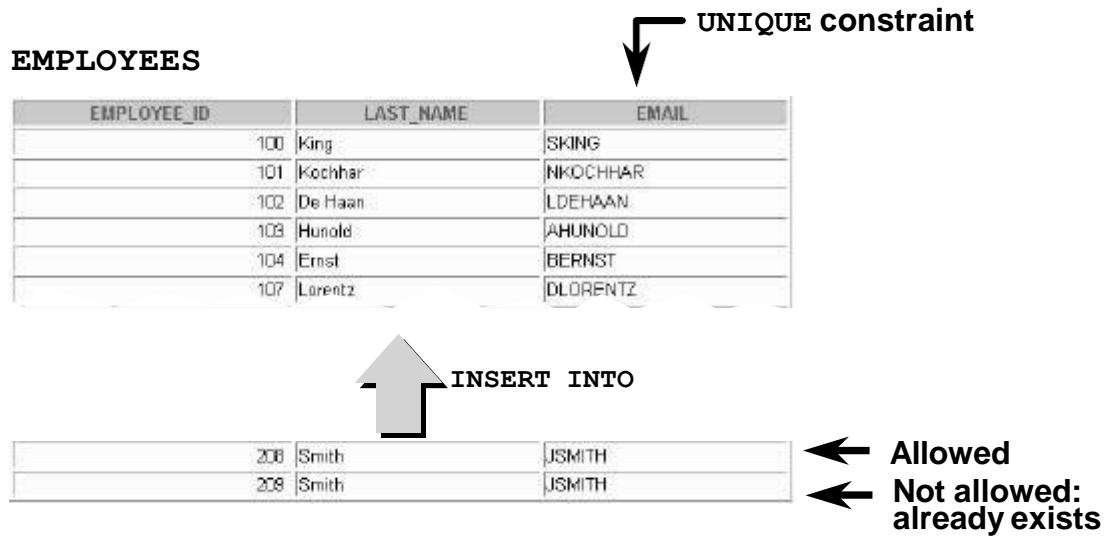 UNIQUE constraint
EMPLOYEES
EMPLOYEE_ID LAST_NAME EMAIL
100 King SKING
101 Kochhar NKOCHHAR
102 De Haan LDEHAAN
103 Hunold AHUNOLD
104 Ernst BERNST
107 Lorentz DLORENTZ
INSERT INTO
208 Smith JSMITH Allowed
209 Smith JSMITH Not allowed:
already exists